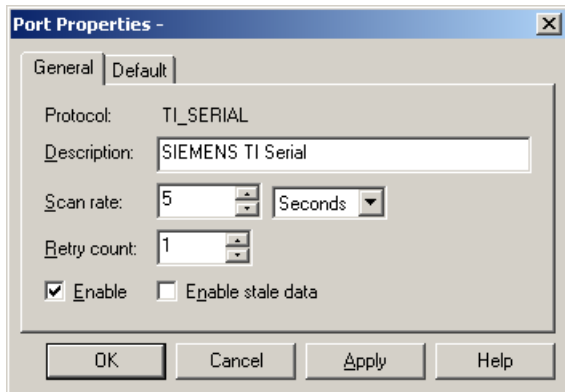 Port Properties -
General Default
Protocol: TI_SERIAL
Description: SIEMENS TI Serial
Scan rate: 5 Seconds
Retry count: 1
Enable Enable stale data
OK Cancel Apply Help